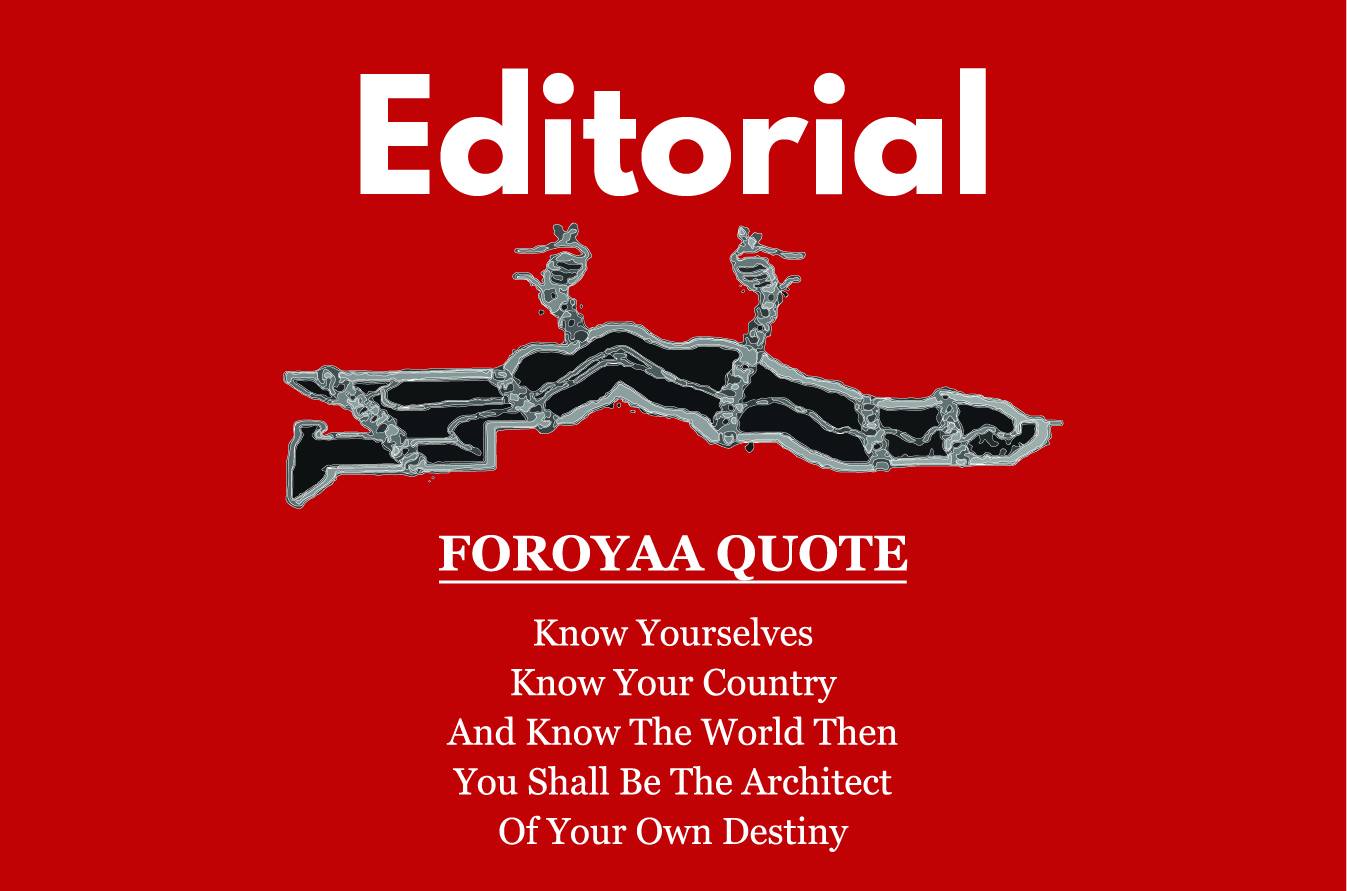 Editorial
FOROYAA QUOTE
Know Yourselves
Know Your Country
And Know The World Then
You Shall Be The Architect
Of Your Own Destiny